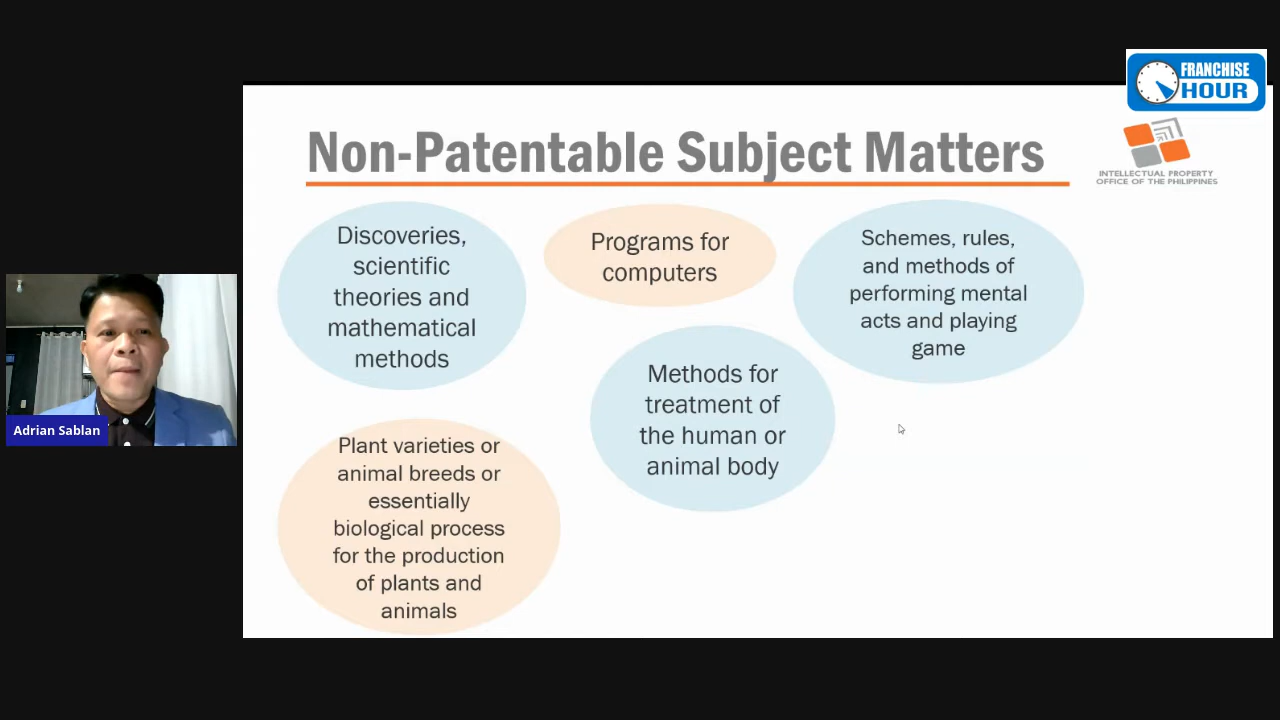 FRANCHISE
HOUR
Non-Patentable Subject Matters
INTELLECTUAL PROPERTY
OFFICE OF THE PHILIPPINES
Discoveries,
scientific
theories and
mathematical
methods
Programs for
computers
Schemes, rules,
and methods of
performing mental
acts and playing
game
Methods for
treatment of
the human or
animal body
Plant varieties or
animal breeds or
essentially
biological process
for the production
of plants and
animals
Adrian Sablan